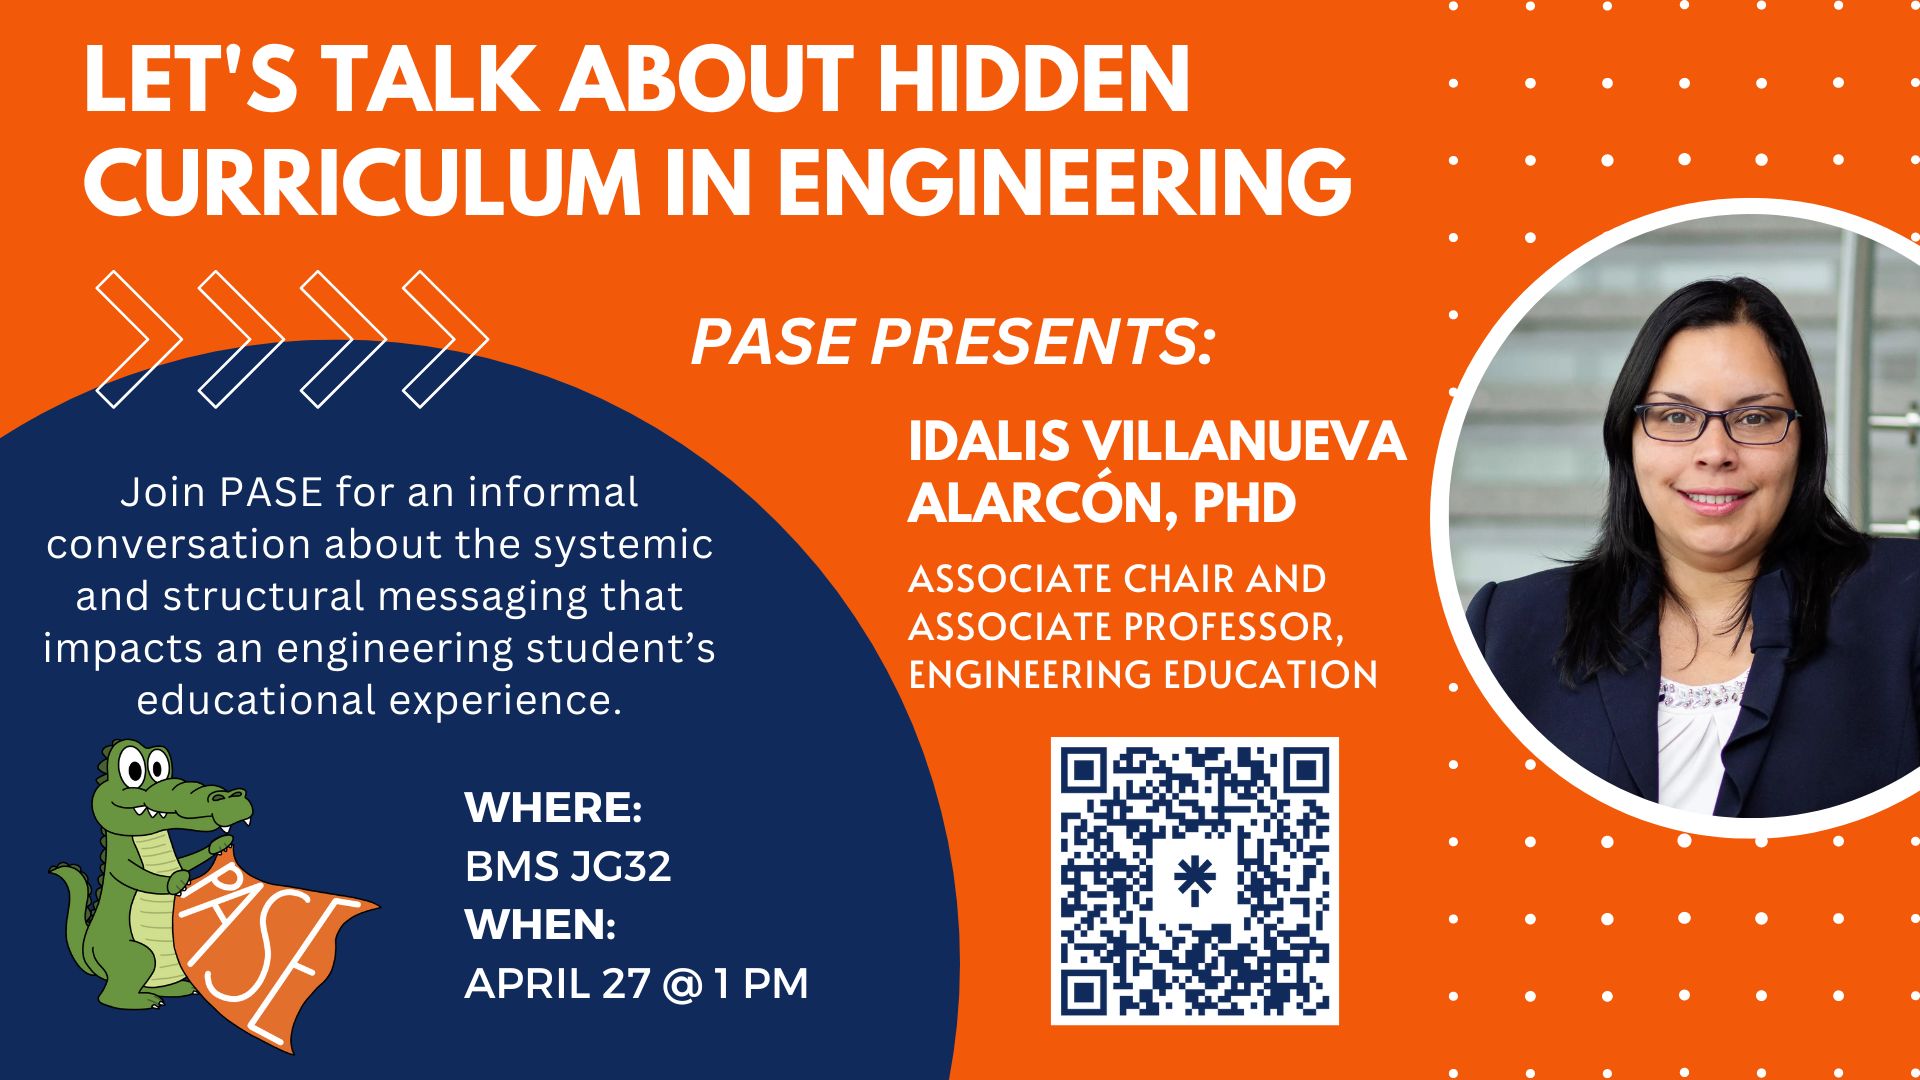 LET'S TALK ABOUT HIDDEN
CURRICULUM IN ENGINEERING
PASE PRESENTS:
IDALIS VILLANUEVA
ALARCÓN, PHD
ASSOCIATE CHAIR AND
ASSOCIATE PROFESSOR,
ENGINEERING EDUCATION
Join PASE for an informal
conversation about the systemic
and structural messaging that
impacts an engineering student’s
educational experience.
PASE
WHERE:
BMS JG32
WHEN:
APRIL 27 @ 1 PM